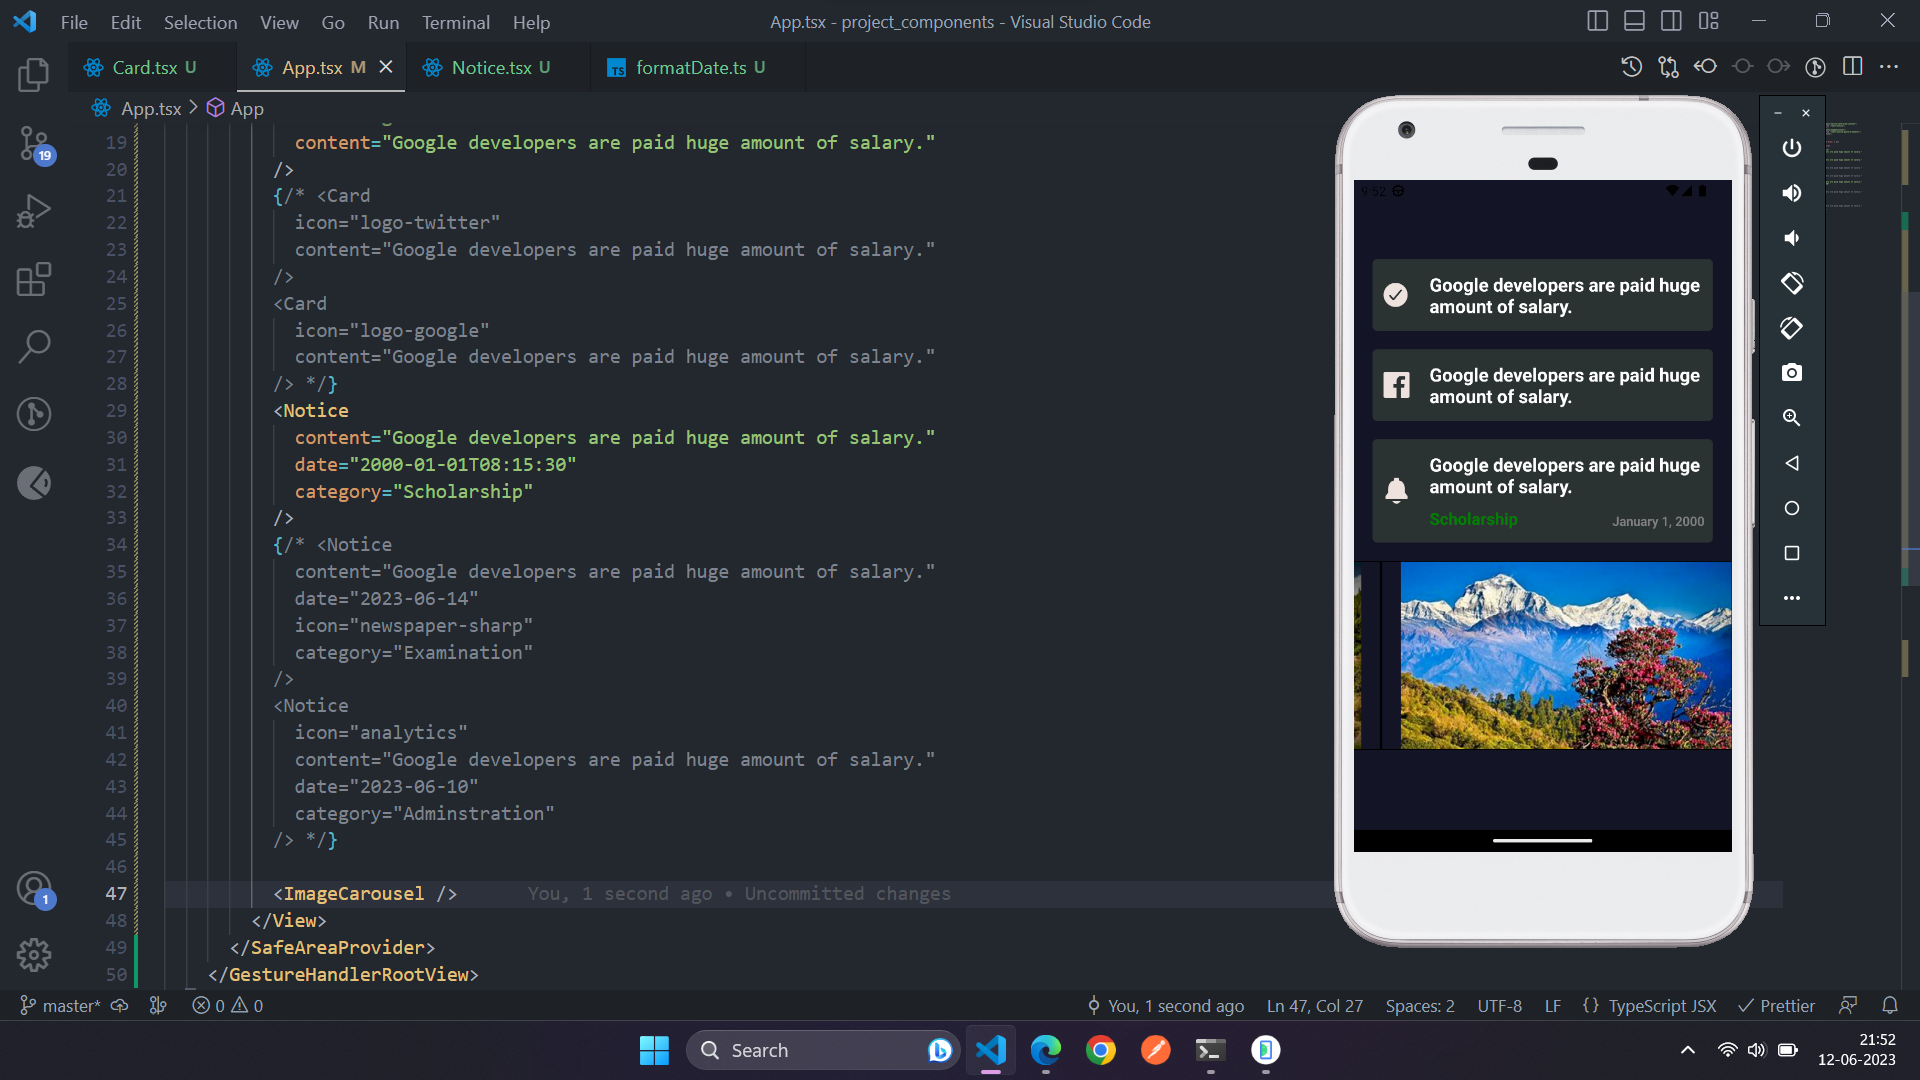 File Edit Selection View Go Run Terminal Help
App.tsx - project_components - Visual Studio Code
Card.tsx U
App.tsx M
Notice.tsx U
TS formatDate.ts U
App.tsx > App
19 content="Google developers are paid huge amount of salary."
20 />
21 {/* <Card
22 icon="logo-twitter"
23 content="Google developers are paid huge amount of salary."
24 />
25 <Card
26 icon="logo-google"
27 content="Google developers are paid huge amount of salary."
28 /> */}
29 <Notice
30 content="Google developers are paid huge amount of salary."
31 date="2000-01-01T08:15:30"
32 category="Scholarship"
33 />
34 {/* <Notice
35 content="Google developers are paid huge amount of salary."
36 date="2023-06-14"
37 icon="newspaper-sharp"
38 category="Examination"
39 />
40 <Notice
41 icon="analytics"
42 content="Google developers are paid huge amount of salary."
43 date="2023-06-10"
44 category="Adminstration"
45 /> */}
46
47 <ImageCarousel /> You, 1 second ago • Uncommitted changes
48 </View>
49 </SafeAreaProvider>
50 </GestureHandlerRootView>
19
1
9:52
Google developers are paid huge
amount of salary.
Google developers are paid huge
amount of salary.
Google developers are paid huge
amount of salary.
Scholarship January 1, 2000
master* 0 0
You, 1 second ago Ln 47, Col 27 Spaces: 2 UTF-8 LF {} TypeScript JSX Prettier
Search
21:52
12-06-2023